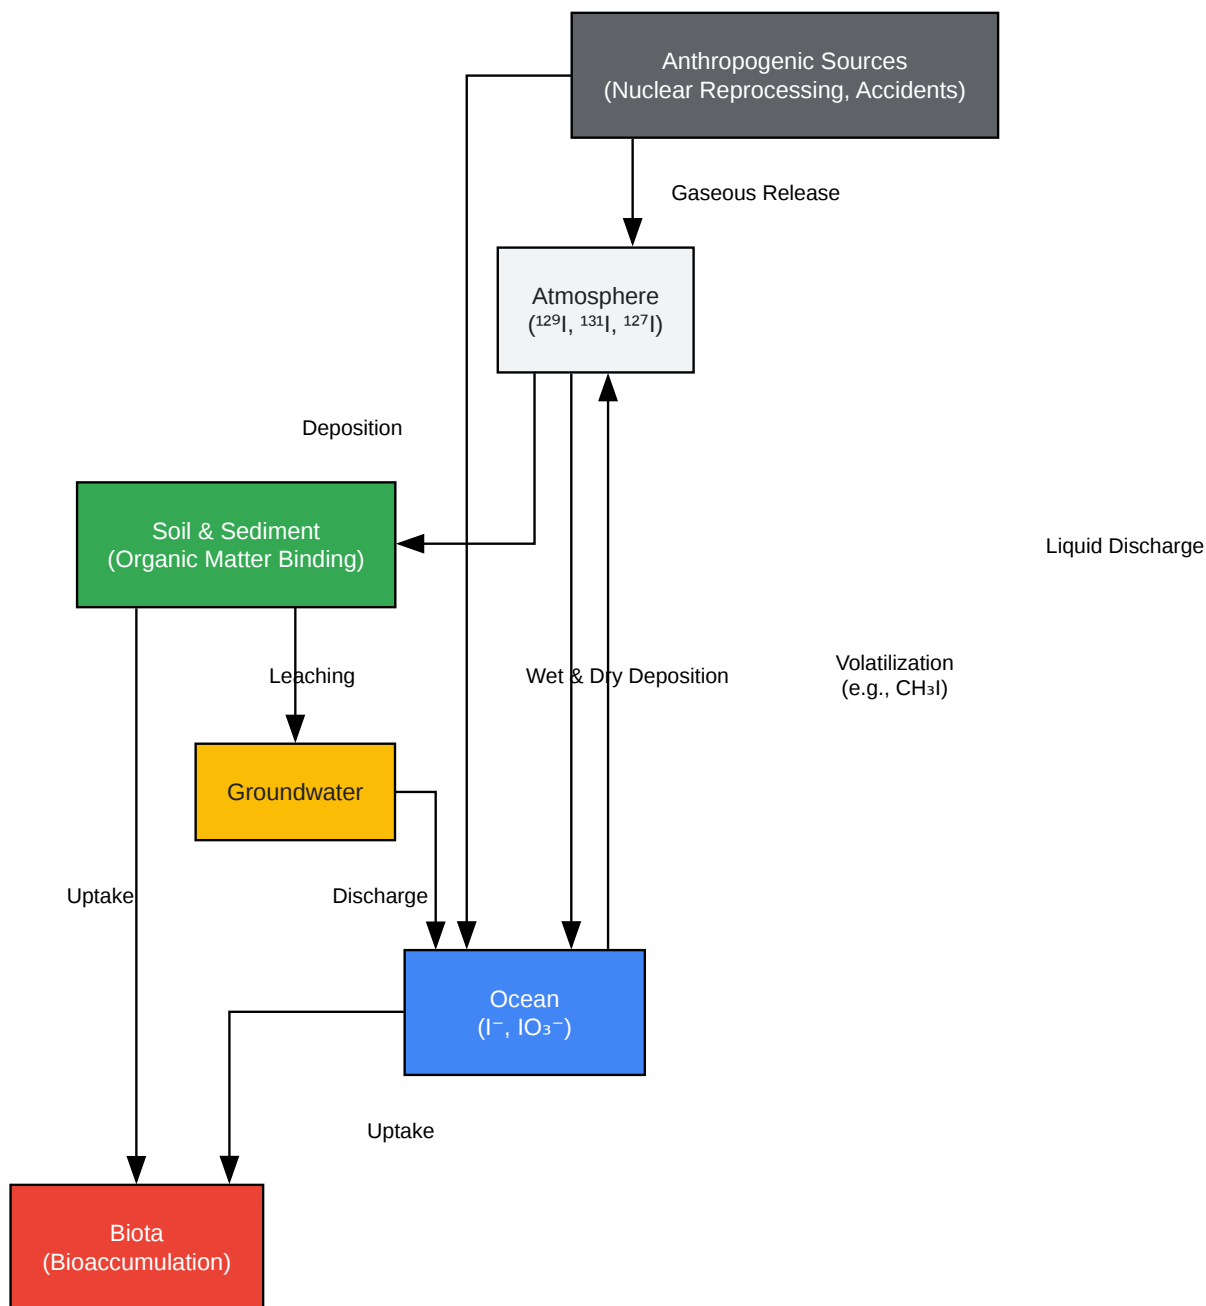 Anthropogenic Sources
(Nuclear Reprocessing, Accidents)
Gaseous Release
Atmosphere
(¹²⁹I, ¹³¹I, ¹²⁷I)
Deposition
Soil & Sediment
(Organic Matter Binding)
Liquid Discharge
Leaching
Wet & Dry Deposition
Volatilization
(e.g., CH₃I)
Groundwater
Uptake
Discharge
Ocean
(I⁻, IO₃⁻)
Uptake
Biota
(Bioaccumulation)